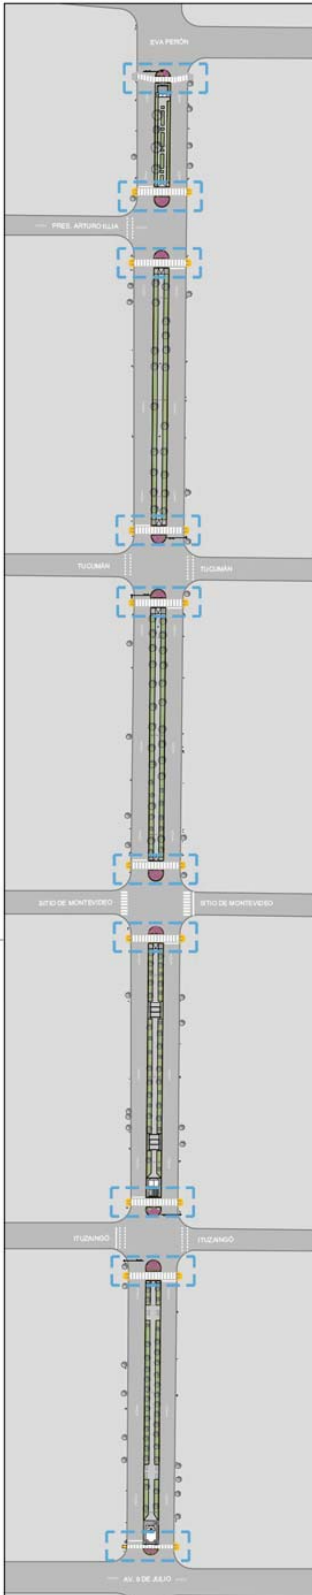 EVA PERÓN
PRES. ARTURO ILLIA
TUCUMÁN TUCUMÁN
SITIO DE MONTEVIDEO SITIO DE MONTEVIDEO
ITUZAINGÓ ITUZAINGÓ
AV. 9 DE JULIO